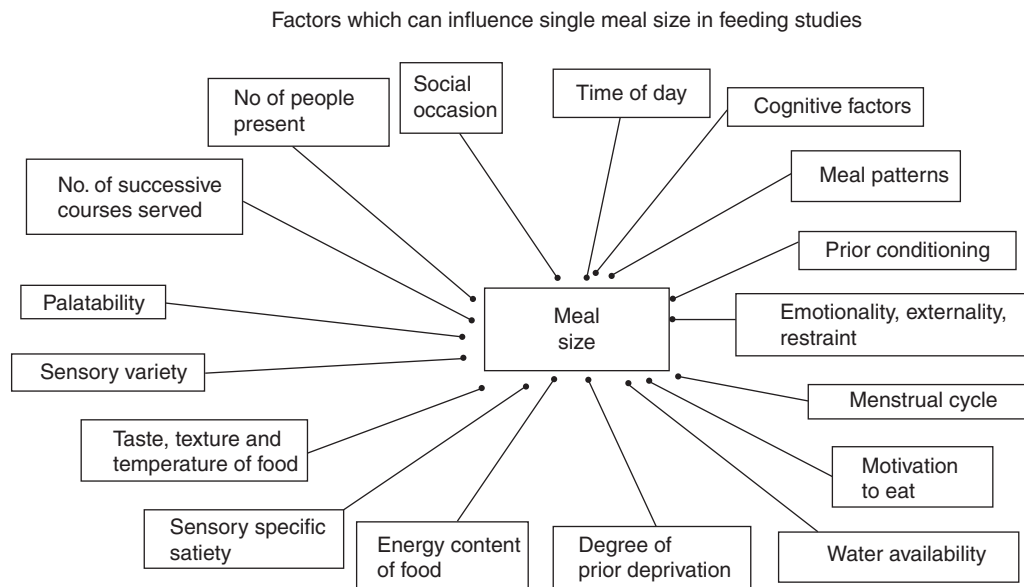 Factors which can influence single meal size in feeding studies
Social
occasion
Time of day
No of people
present
Cognitive factors
No. of successive
courses served
Meal patterns
Prior conditioning
Palatability
Meal
size
Emotionality, externality,
restraint
Sensory variety
Menstrual cycle
Taste, texture and
temperature of food
Motivation
to eat
Sensory specific
satiety
Energy content
of food
Degree of
prior deprivation
Water availability